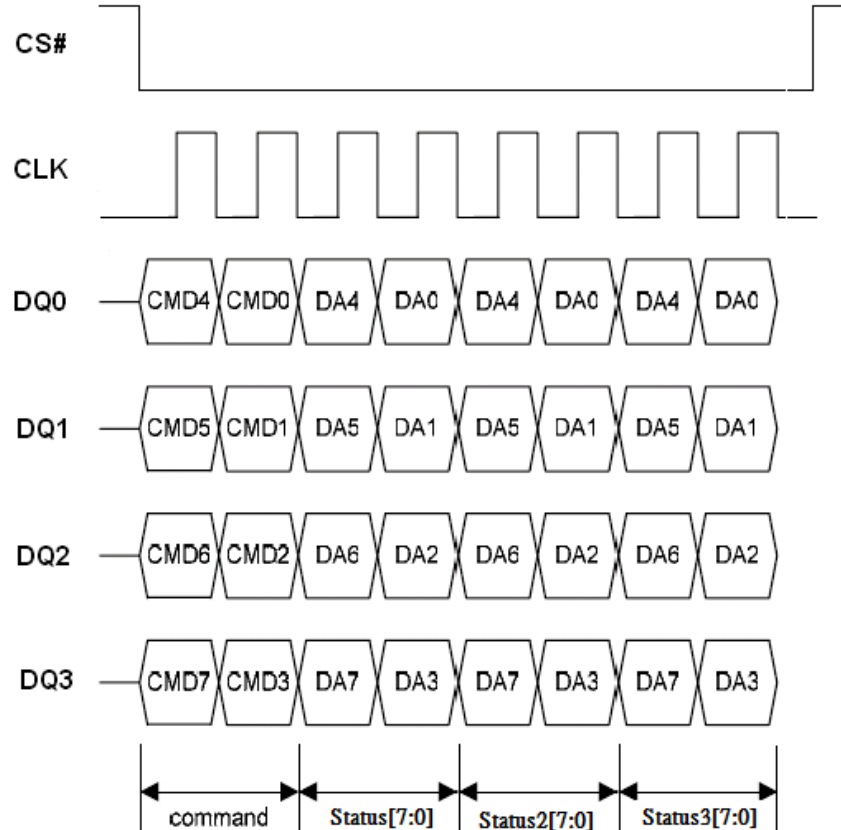 CS#
CLK
DQ0 CMD4 CMD0 DA4 DA0 DA4 DA0 DA4 DA0
DQ1 CMD5 CMD1 DA5 DA1 DA5 DA1 DA5 DA1
DQ2 CMD6 CMD2 DA6 DA2 DA6 DA2 DA6 DA2
DQ3 CMD7 CMD3 DA7 DA3 DA7 DA3 DA7 DA3
command Status[7:0] Status2[7:0] Status3[7:0]